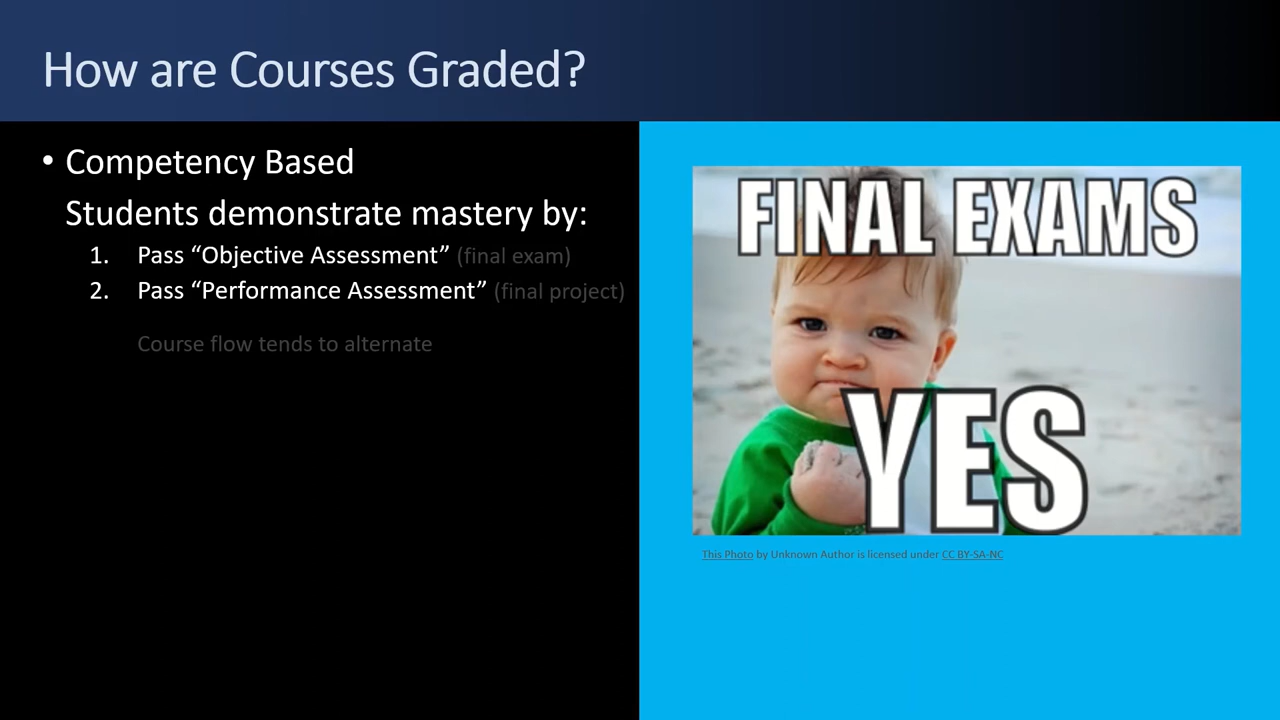 How are Courses Graded?
• Competency Based
Students demonstrate mastery by:
1. Pass “Objective Assessment” (final exam)
2. Pass “Performance Assessment” (final project)
Course flow tends to alternate
FINAL EXAMS
YES
This Photo by Unknown Author is licensed under CC BY-SA-NC